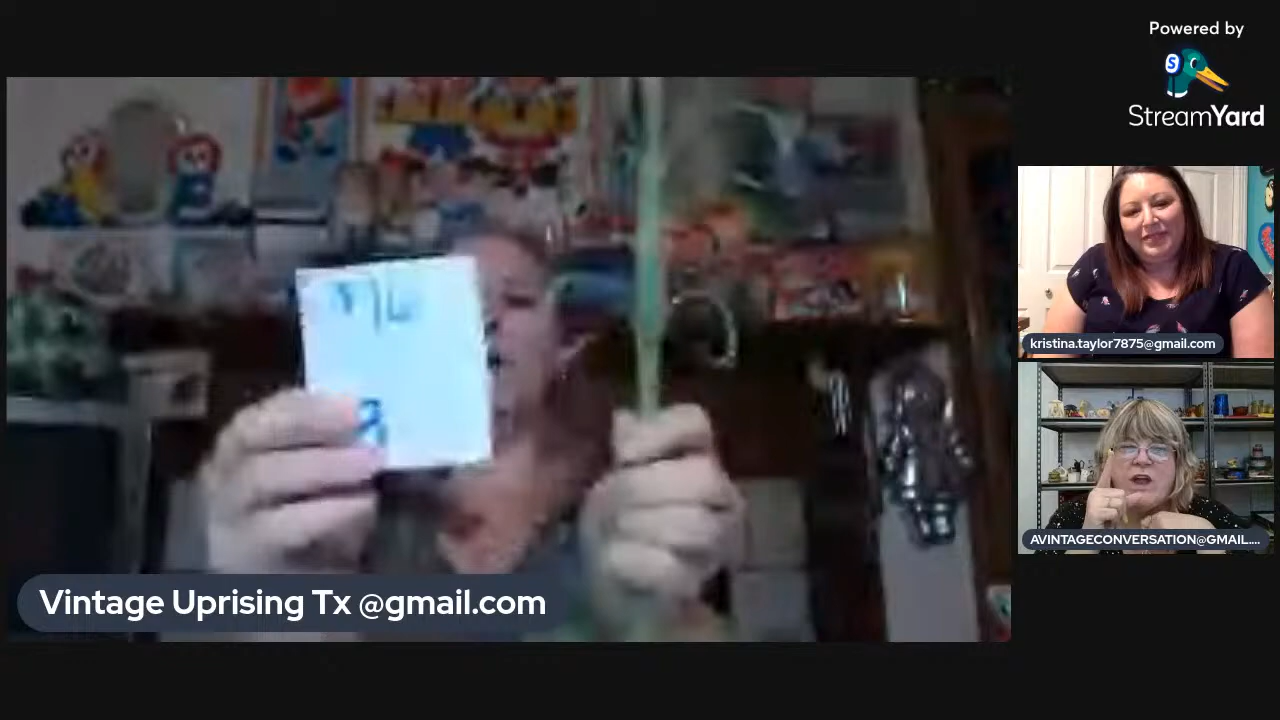 Powered by
StreamYard
kristina.taylor7875@gmail.com
AVINTAGECONVERSATION@GMAIL....
Vintage Uprising Tx @gmail.com